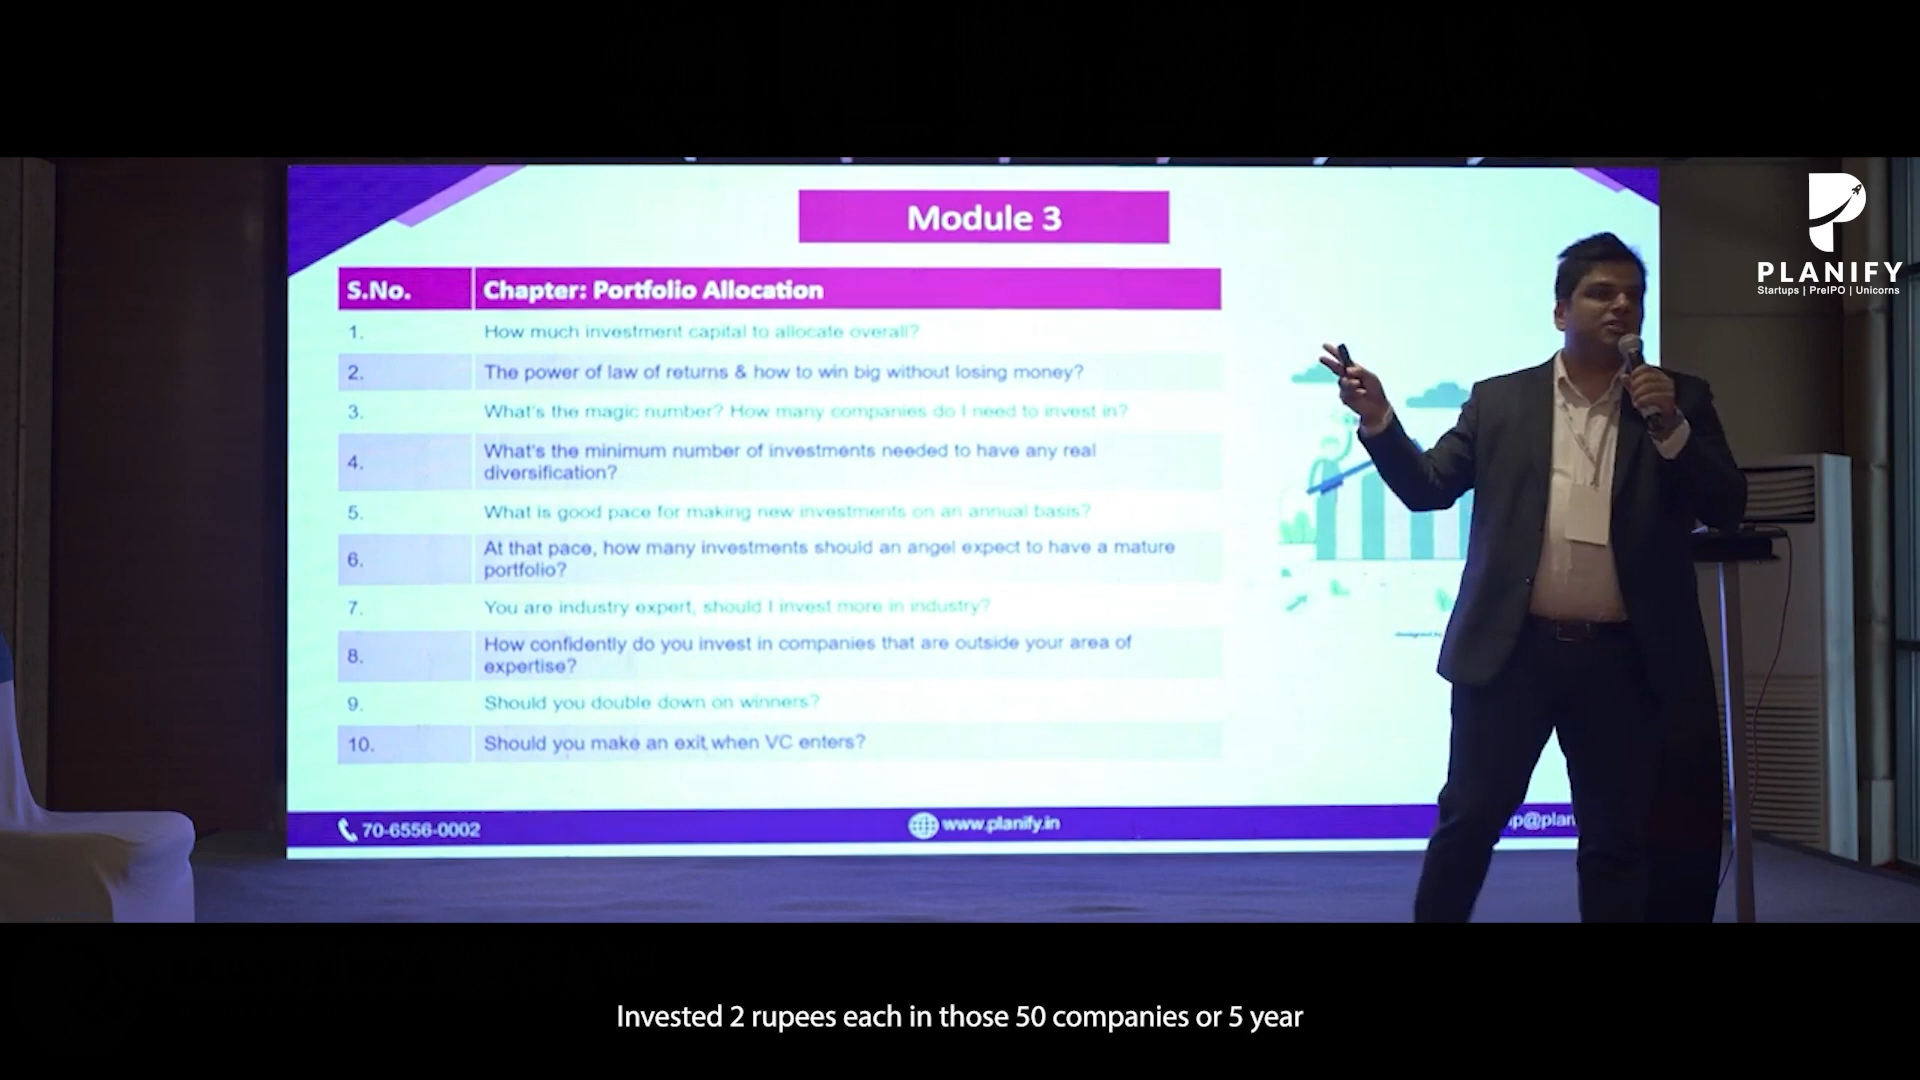 Module 3
PLANIFY
Startups | PreIPO | Unicorns
S.No. Chapter: Portfolio Allocation
1. How much investment capital to allocate overall?
2. The power of law of returns & how to win big without losing money?
3. What's the magic number? How many companies do I need to invest in?
4. What's the minimum number of investments needed to have any real
diversification?
5. What is good pace for making new investments on an annual basis?
6. At that pace, how many investments should an angel expect to have a mature
portfolio?
7. You are industry expert, should I invest more in industry?
8. How confidently do you invest in companies that are outside your area of
expertise?
9. Should you double down on winners?
10. Should you make an exit when VC enters?
70-6556-0002 www.planify.in
Invested 2 rupees each in those 50 companies or 5 year